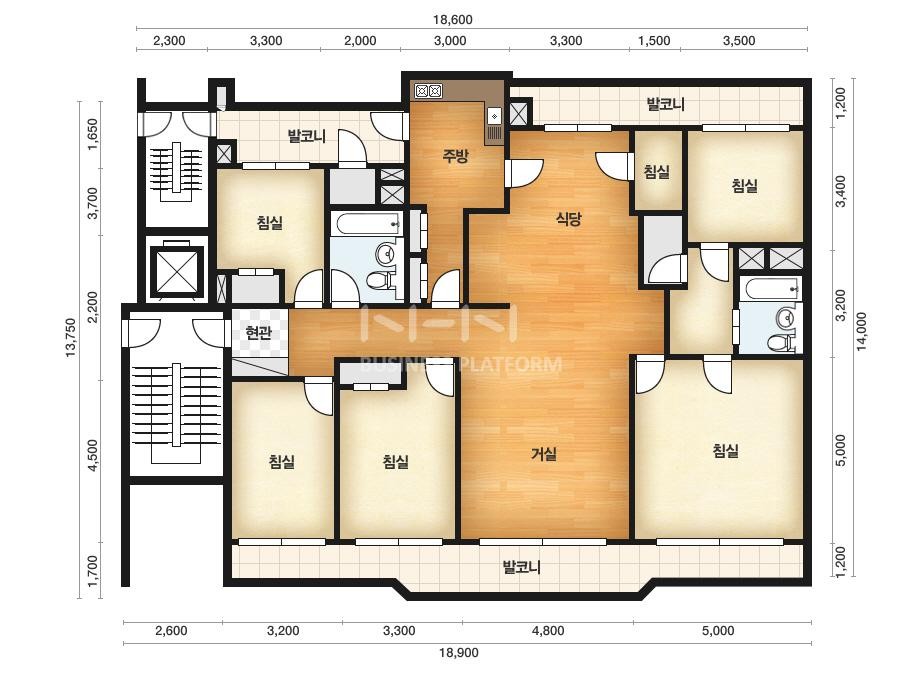 18,600
2,300 3,300 2,000 3,000 3,300 1,500 3,500
발코니
발코니
주방
침실
침실
침실
식당
현관
침실
침실
거실
침실
발코니
NHN
BUSINESS PLATFORM
1,650
3,700
2,200
4,500
1,700
13,750
1,200
3,400
3,200
5,000
1,200
14,000
2,600 3,200 3,300 4,800 5,000
18,900